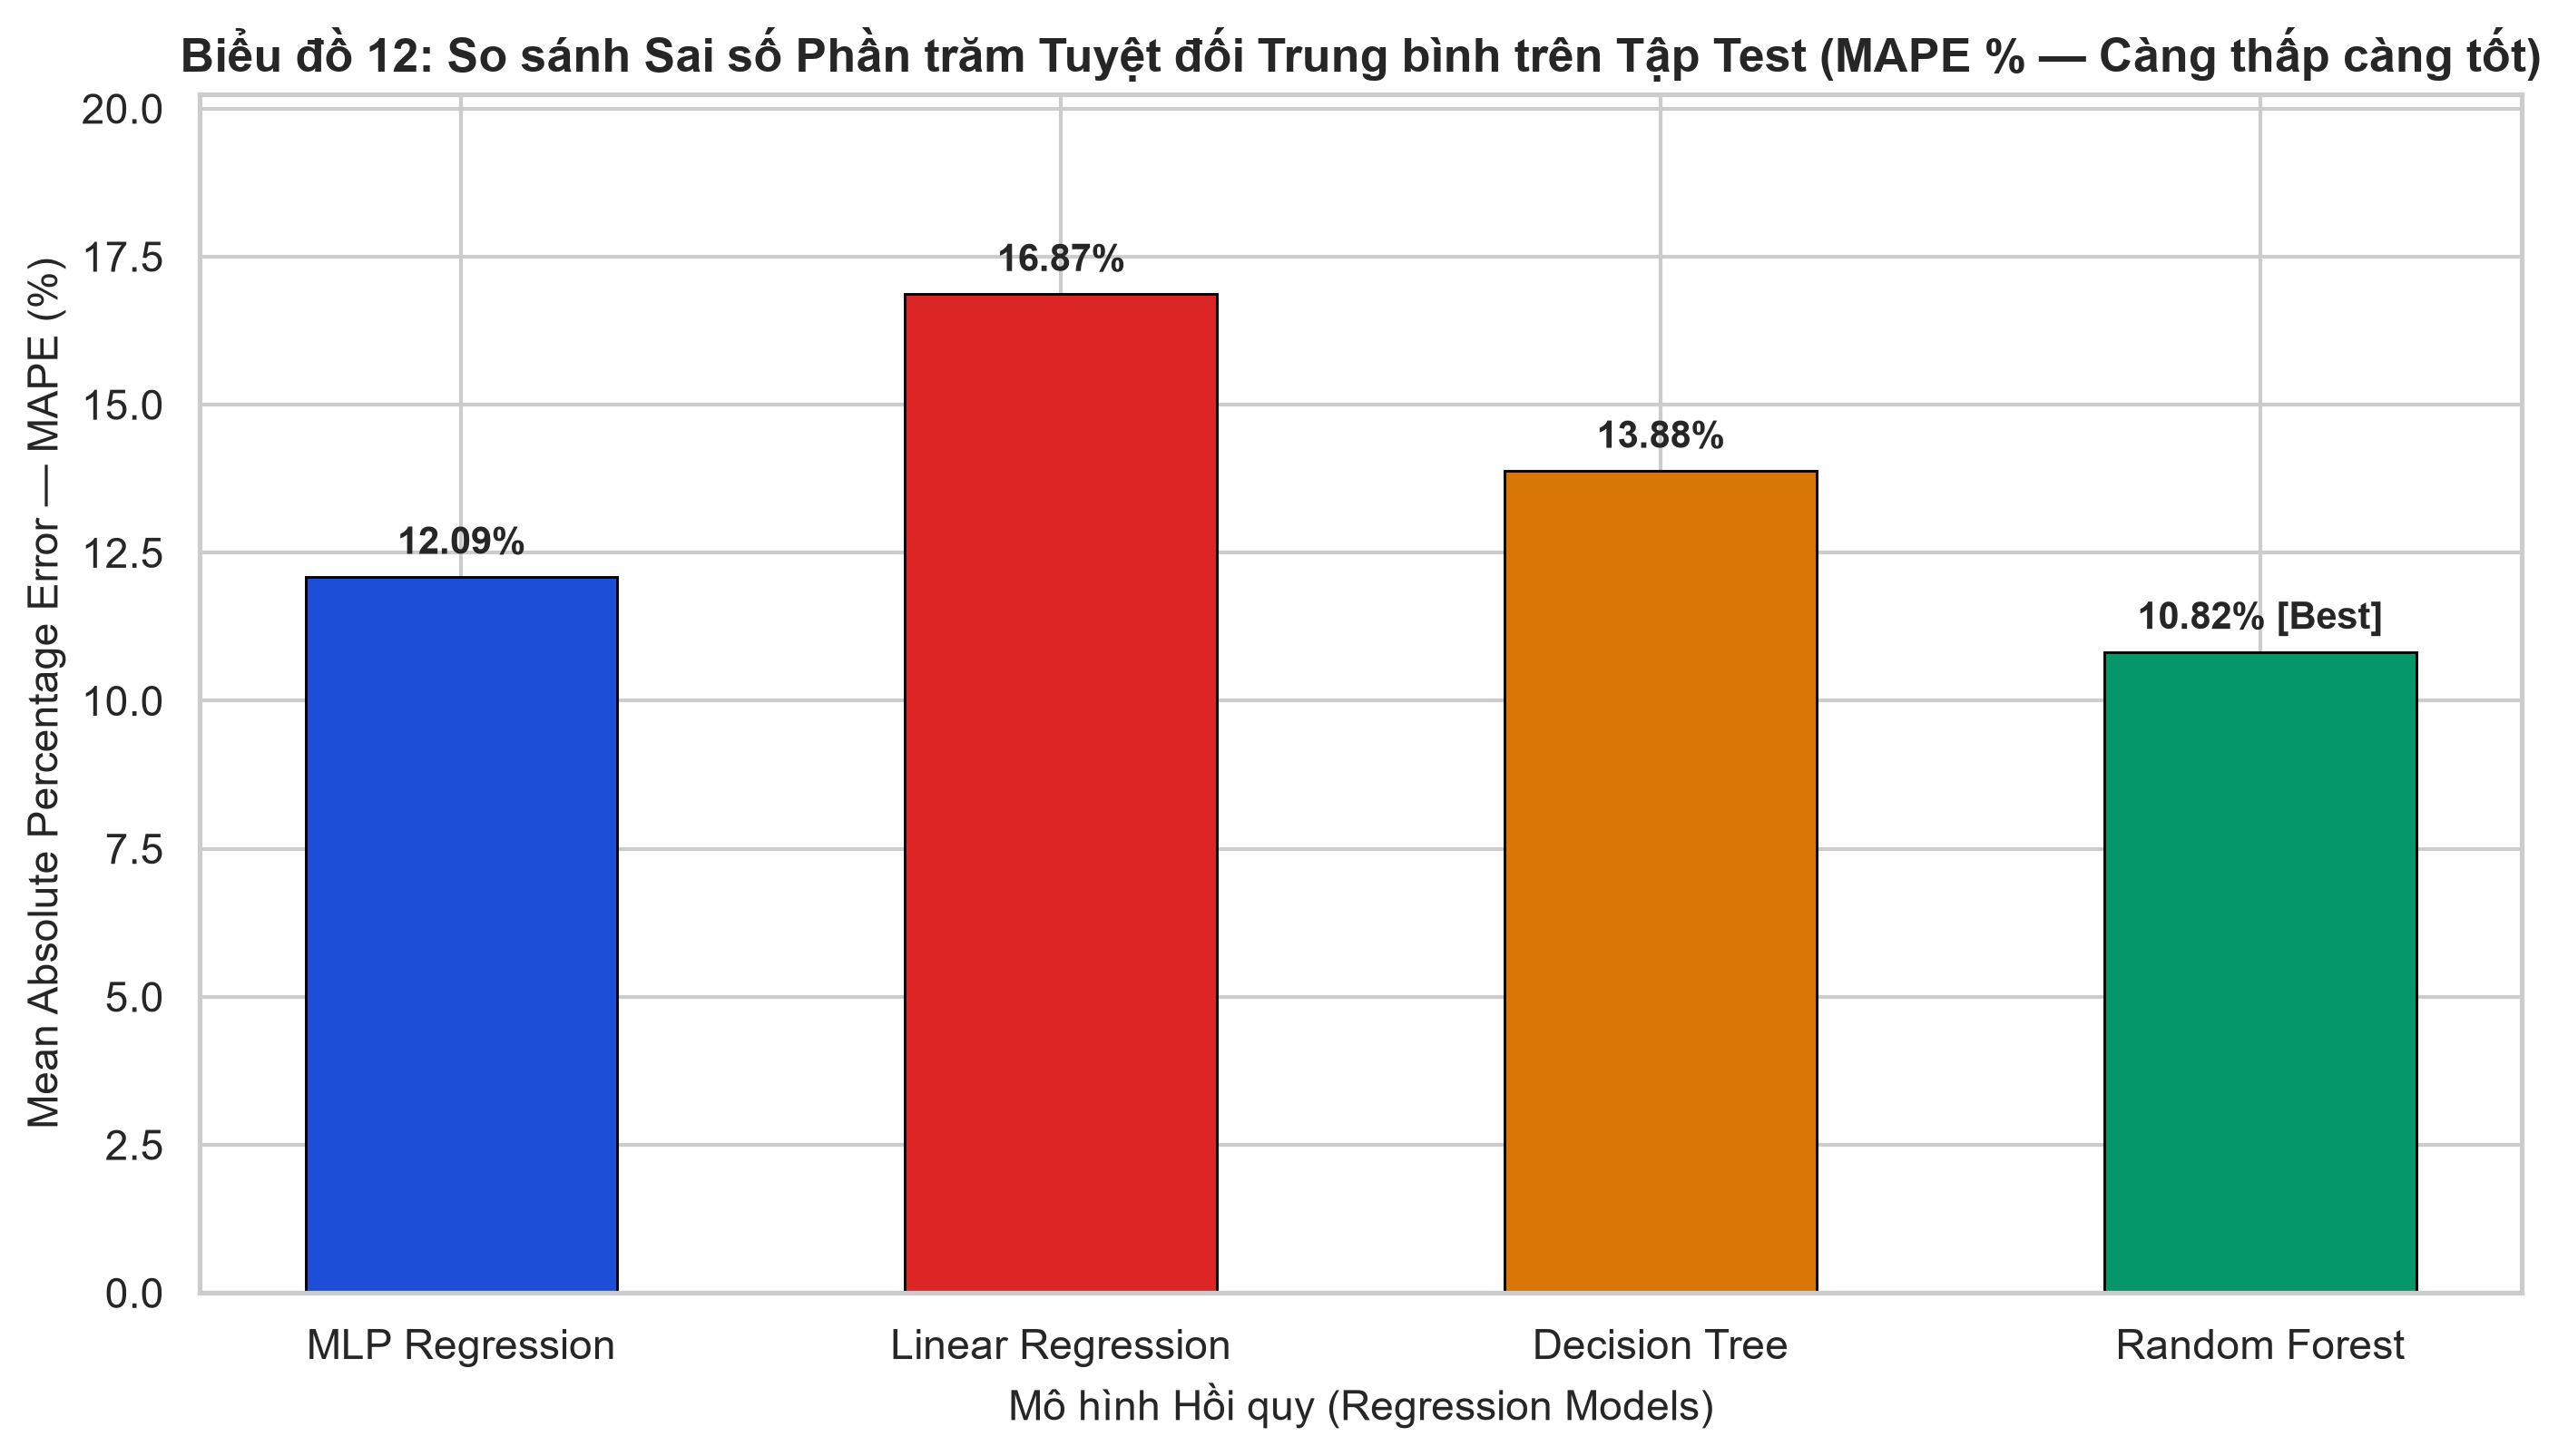 Biểu đồ 12: So sánh Sai số Phần trăm Tuyệt đối Trung bình trên Tập Test (MAPE % — Càng thấp càng tốt)
Mean Absolute Percentage Error — MAPE (%)
20.0
17.5
15.0
12.5
10.0
7.5
5.0
2.5
0.0
12.09%
16.87%
13.88%
10.82% [Best]
MLP Regression
Linear Regression
Decision Tree
Random Forest
Mô hình Hồi quy (Regression Models)